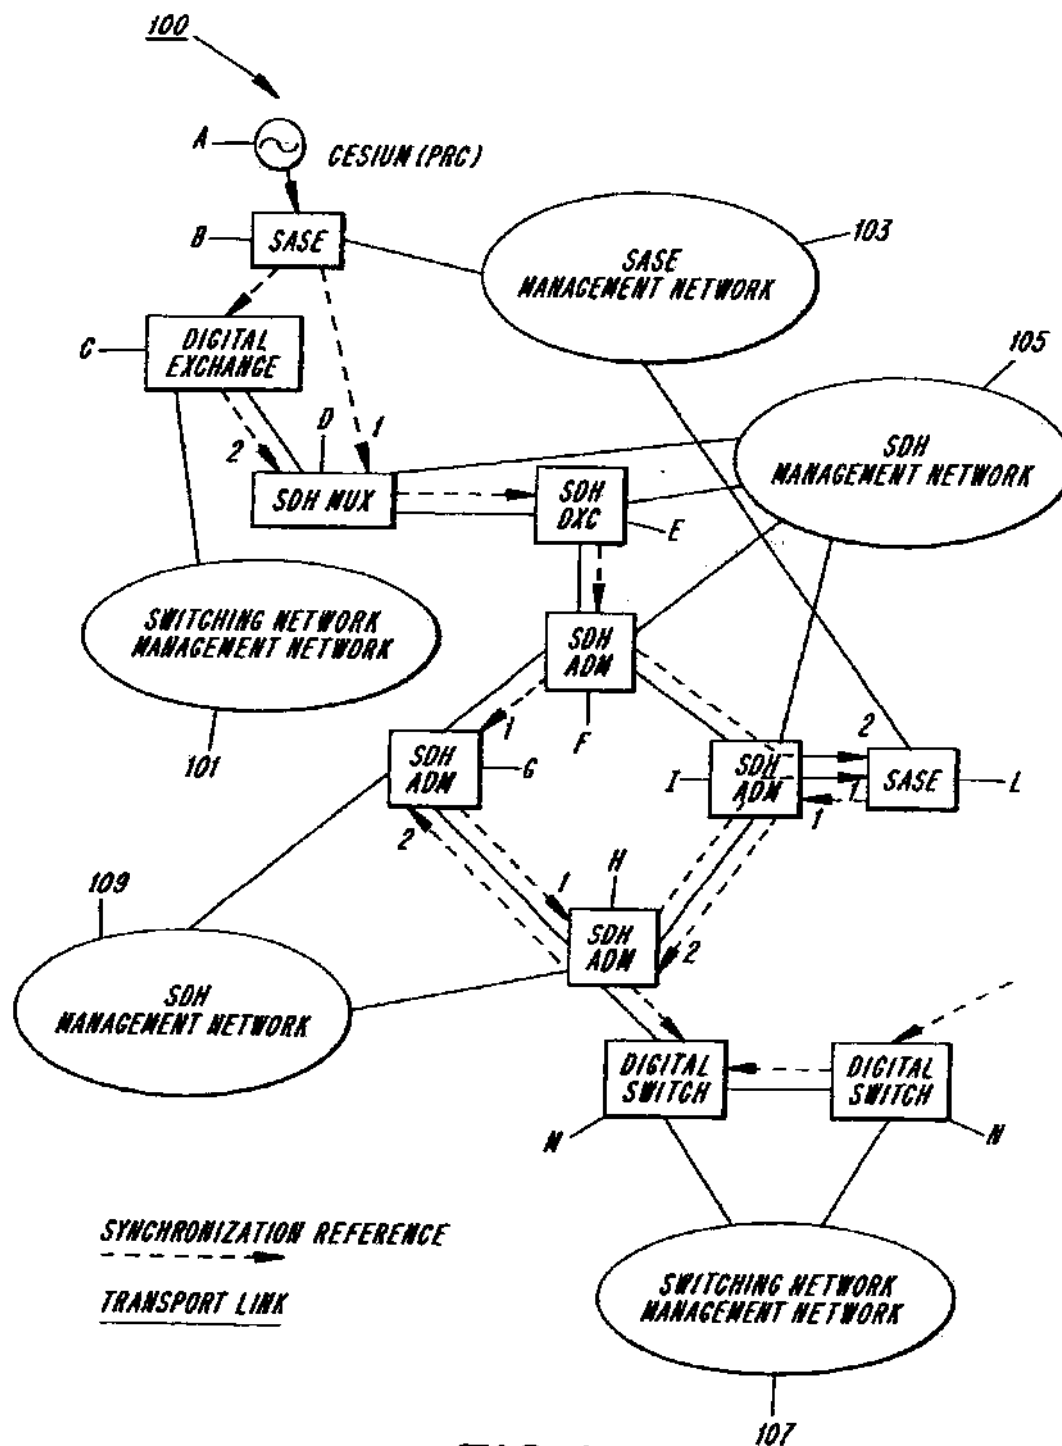 100
A
CESIUM (PRC)
B
SASE
103
SASE
MANAGEMENT NETWORK
C
DIGITAL
EXCHANGE
105
D
1
2
SDH
MANAGEMENT NETWORK
SDH MUX
SDH
DXC
E
SWITCHING NETWORK
MANAGEMENT NETWORK
101
SDH
ADM
F
1
2
SDH
ADM
G
I
SDH
ADM
1
1
SASE
L
2
H
1
109
SDH
ADM
2
SDH
MANAGEMENT NETWORK
DIGITAL
SWITCH
DIGITAL
SWITCH
M
N
SYNCHRONIZATION REFERENCE
TRANSPORT LINK
SWITCHING NETWORK
MANAGEMENT NETWORK
107